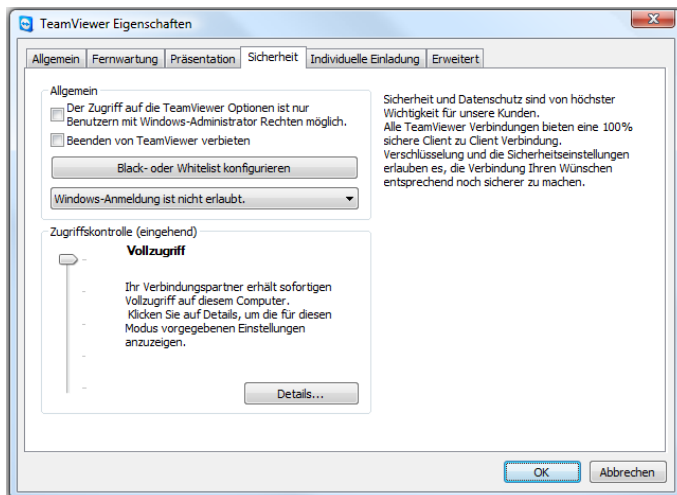 TeamViewer Eigenschaften
Allgemein
Fernwartung
Präsentation
Sicherheit
Individuelle Einladung
Erweitert
Allgemein
Der Zugriff auf die TeamViewer Optionen ist nur
Benutzern mit Windows-Administrator Rechten möglich.
Beenden von TeamViewer verbieten
Black- oder Whitelist konfigurieren
Windows-Anmeldung ist nicht erlaubt.
Zugriffskontrolle (eingehend)
Vollzugriff
Ihr Verbindungspartner erhält sofortigen
Vollzugriff auf diesem Computer.
Klicken Sie auf Details, um die für diesen
Modus vorgegebenen Einstellungen
anzuzeigen.
Details...
Sicherheit und Datenschutz sind von höchster
Wichtigkeit für unsere Kunden.
Alle TeamViewer Verbindungen bieten eine 100%
sichere Client zu Client Verbindung.
Verschlüsselung und die Sicherheitseinstellungen
erlauben es, die Verbindung Ihren Wünschen
entsprechend noch sicherer zu machen.
OK
Abbrechen